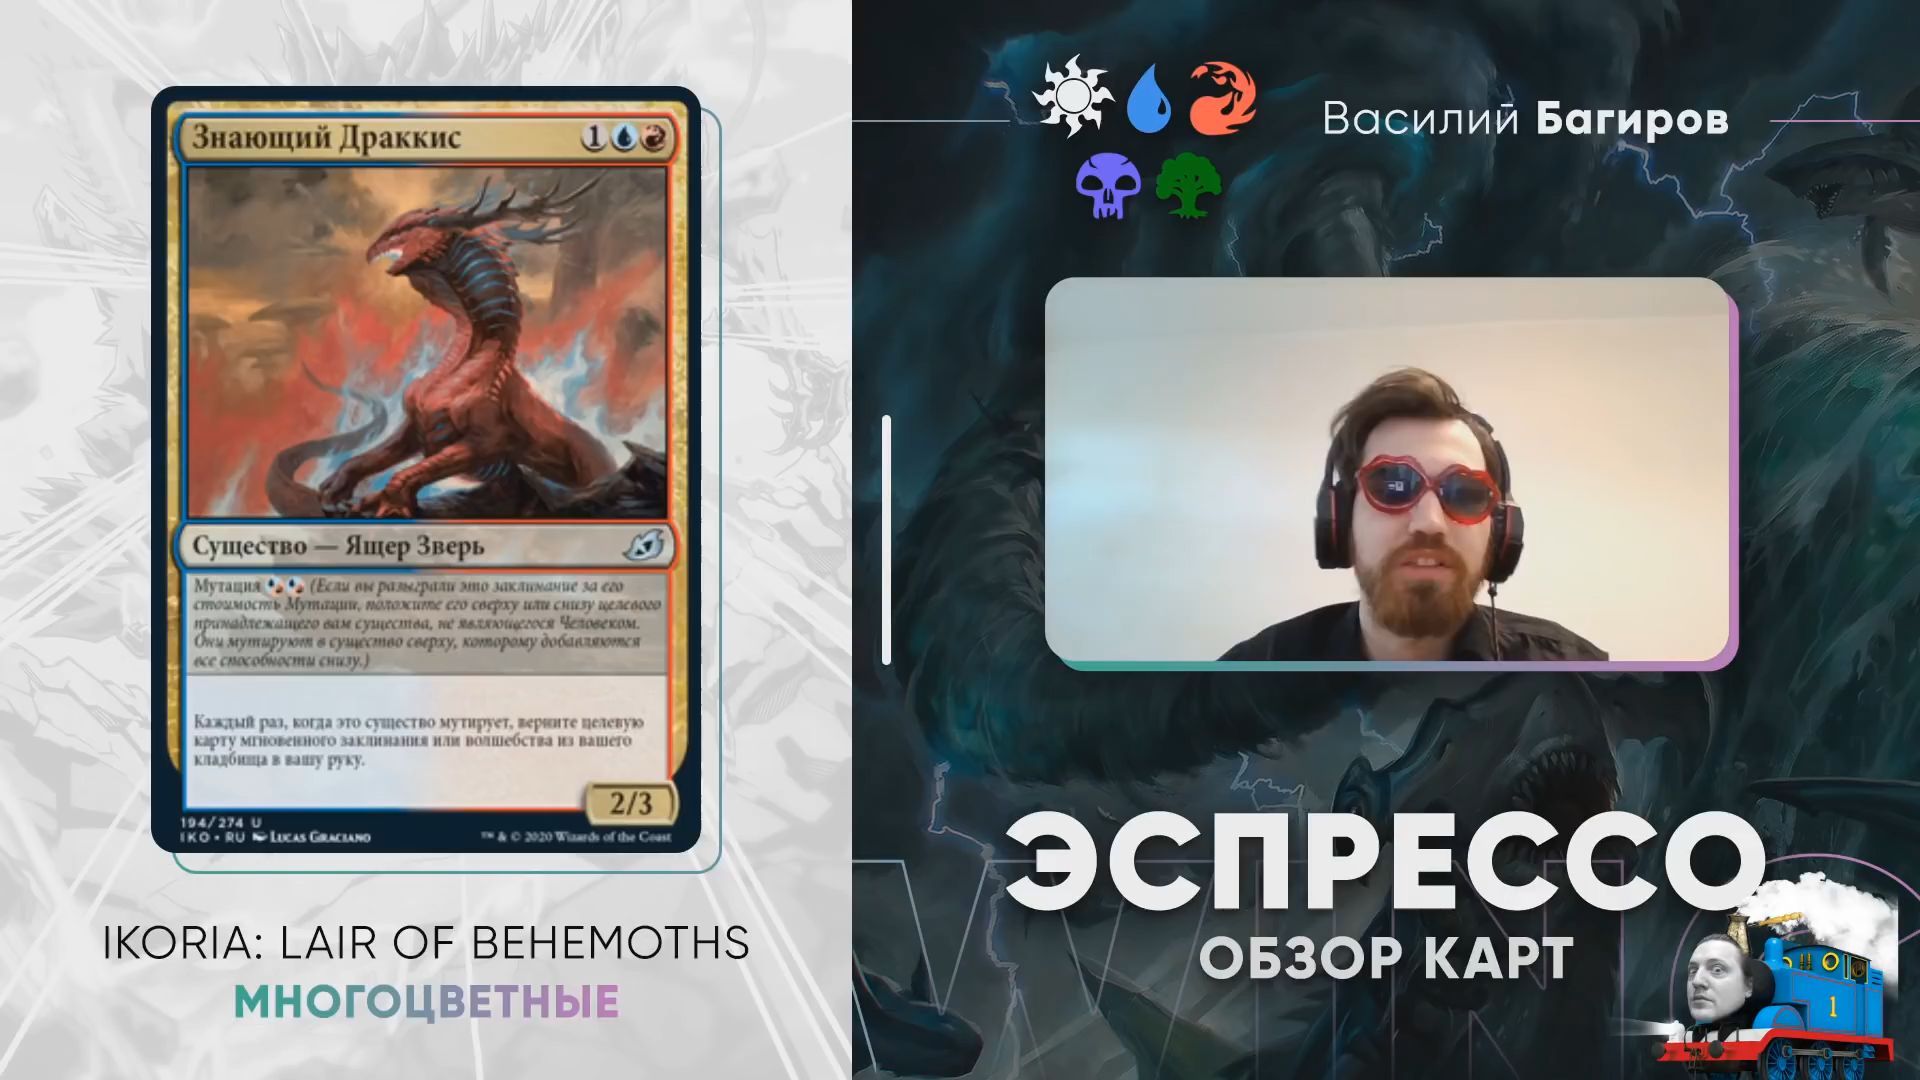 Знающий Драккис
1
Существо — Ящер Зверь
Мутация (Если вы разыграли это заклинание за его
стоимость Мутации, положите его сверху или снизу целевого
принадлежащего вам существа, не являющегося Человеком.
Они мутируют в существо сверху, которому добавляются
все способности снизу.)
Каждый раз, когда это существо мутирует, верните целевую
карту мгновенного заклинания или волшебства из вашего
кладбища в вашу руку.
2/3
194/274 U
IKO • RU LUCAS GRACIANO
™ & © 2020 Wizards of the Coast
IKORIA: LAIR OF BEHEMOTHS
МНОГОЦВЕТНЫЕ
Василий Багиров
ЭСПРЕССО
ОБЗОР КАРТ
1